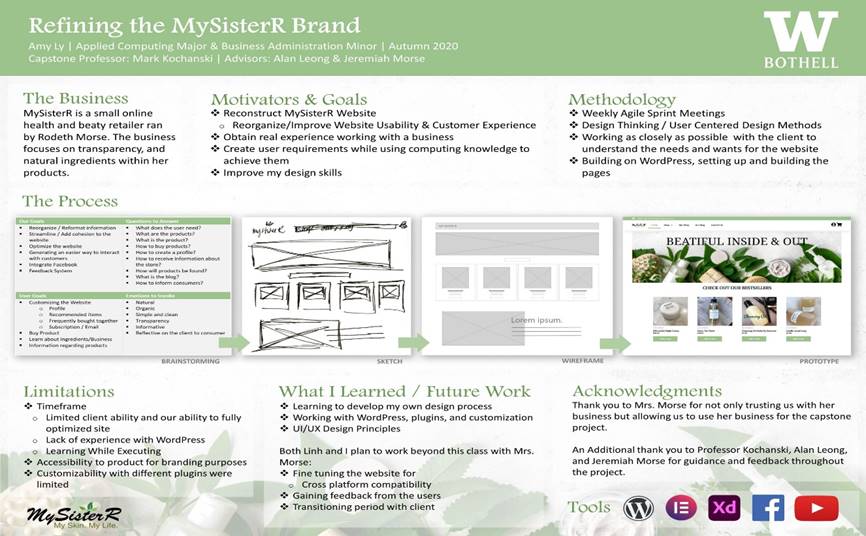 Refining the MySisterR Brand
Amy Ly | Applied Computing Major & Business Administration Minor | Autumn 2020
Capstone Professor: Mark Kochanski | Advisors: Alan Leong & Jeremiah Morse
W
BOTHELL
The Business
MySisterR is a small online
health and beaty retailer ran
by Rodeth Morse. The business
focuses on transparency, and
natural ingredients within her
products.
Motivators & Goals
❖ Reconstruct MySisterR Website
o Reorganize/Improve Website Usability & Customer Experience
❖ Obtain real experience working with a business
❖ Create user requirements while using computing knowledge to
achieve them
❖ Improve my design skills
Methodology
❖ Weekly Agile Sprint Meetings
❖ Design Thinking / User Centered Design Methods
❖ Working as closely as possible with the client to
understand the needs and wants for the website
❖ Building on WordPress, setting up and building the
pages
The Process
Our Goals
• Reorganize / Reformat information
• Streamline / Add cohesion to the
website
• Optimize the website
• Generating an easier way to interact
with customers
• Integrate Facebook
• Feedback System
Questions to Answer
• What does the user need?
• What are the products?
• What is the product?
• How to buy products?
• How to create a profile?
• How to receive information about
the store?
• How will products be found?
• What is the blog?
• How to inform consumers?
User Goals
• Customizing the Website
o Profile
o Recommended Items
o Frequently bought together
o Subscription / Email
• Buy Product
• Learn about Ingredients/Business
• Information regarding products
Emotions to Invoke
• Natural
• Organic
• Simple and clean
• Transparency
• Informative
• Reflective on the client to consumer
BRAINSTORMING
SKETCH
Lorem ipsum.
WIREFRAME
BEATIFUL INSIDE & OUT
CHECK OUT OUR BESTSELLERS
PROTOTYPE
Limitations
❖ Timeframe
o Limited client ability and our ability to fully
optimized site
o Lack of experience with WordPress
o Learning While Executing
❖ Accessibility to product for branding purposes
❖ Customizability with different plugins were
limited
MySisterR
My Skin. My Life.
What I Learned / Future Work
❖ Learning to develop my own design process
❖ Working with WordPress, plugins, and customization
❖ UI/UX Design Principles
Both Linh and I plan to work beyond this class with Mrs.
Morse:
❖ Fine tuning the website for
o Cross platform compatibility
❖ Gaining feedback from the users
❖ Transitioning period with client
Acknowledgments
Thank you to Mrs. Morse for not only trusting us with her
business but allowing us to use her business for the capstone
project.
An Additional thank you to Professor Kochanski, Alan Leong,
and Jeremiah Morse for guidance and feedback throughout
the project.
Tools
Xd